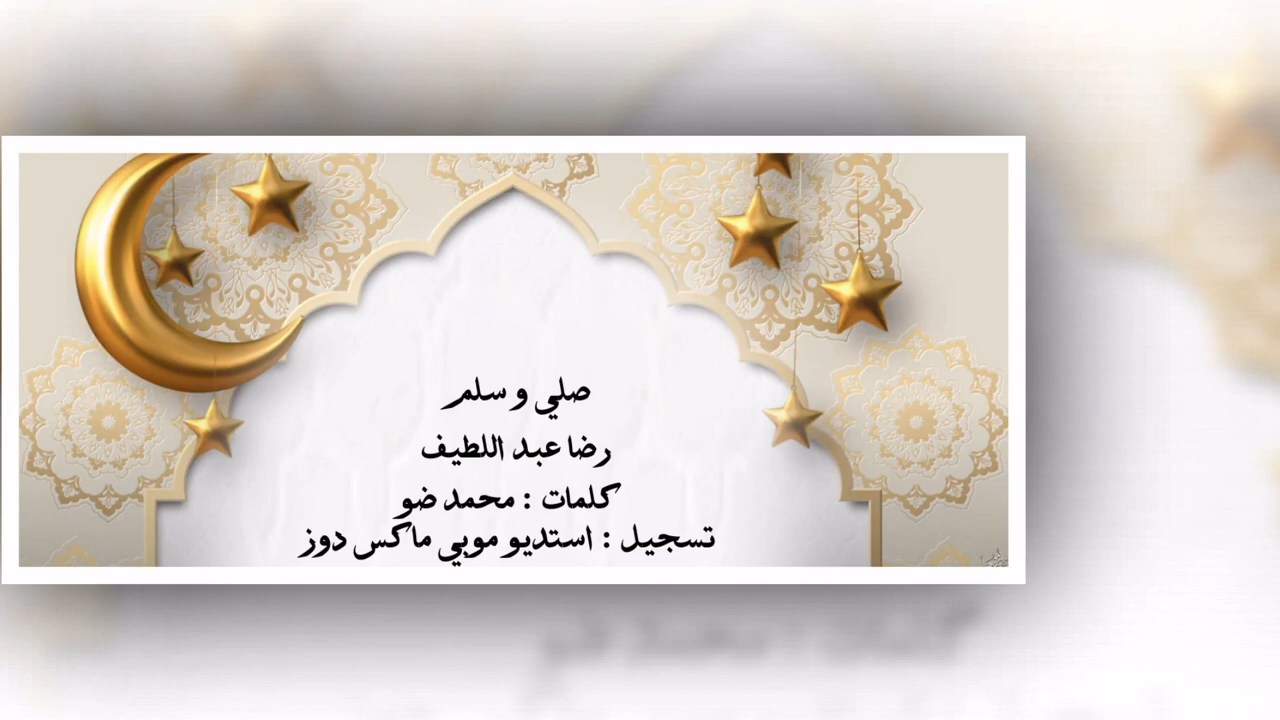 صلي و سلم
رضا عبد اللطيف
كلمات : محمد ضو
تسجيل : استديو موبي ماكس دوز